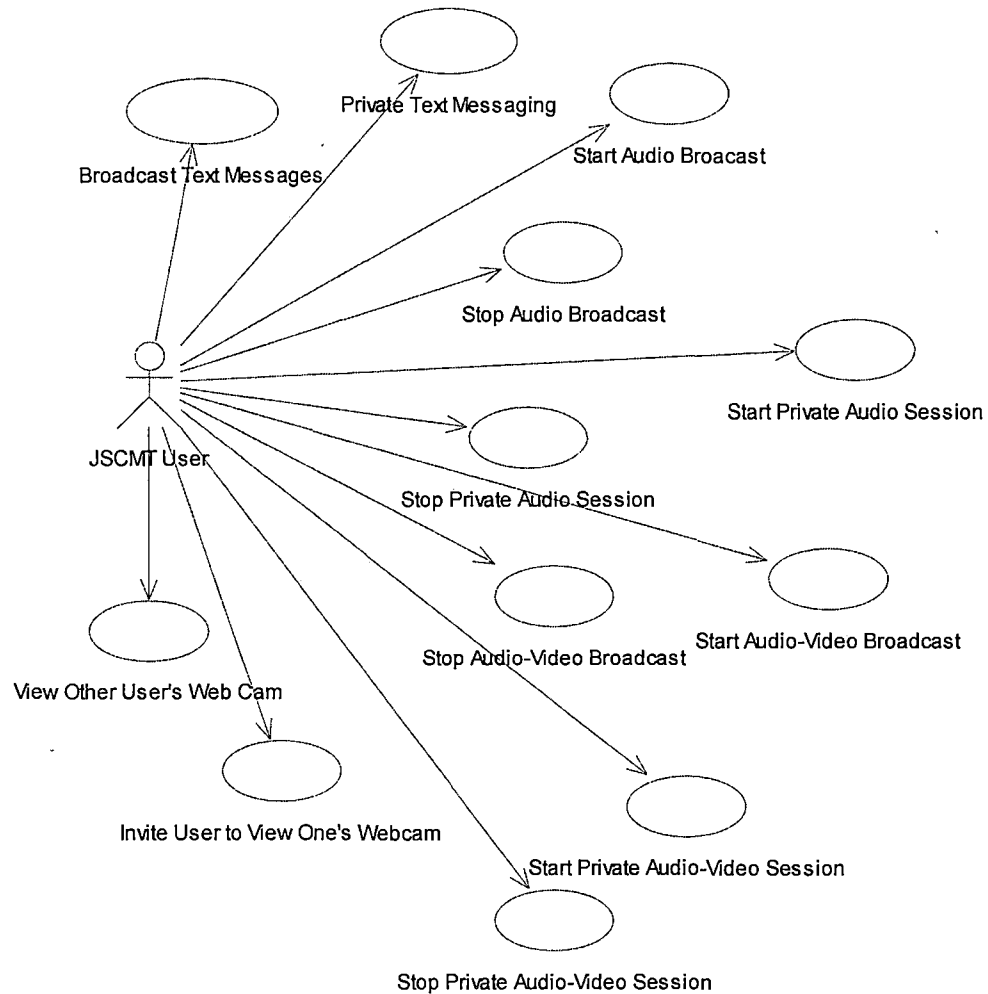 Private Text Messaging
Start Audio Broacast
Broadcast Text Messages
Stop Audio Broadcast
Start Private Audio Session
JSCMT User
Stop Private Audio Session
Start Audio-Video Broadcast
Stop Audio-Video Broadcast
View Other User's Web Cam
Invite User to View One's Webcam
Start Private Audio-Video Session
Stop Private Audio-Video Session